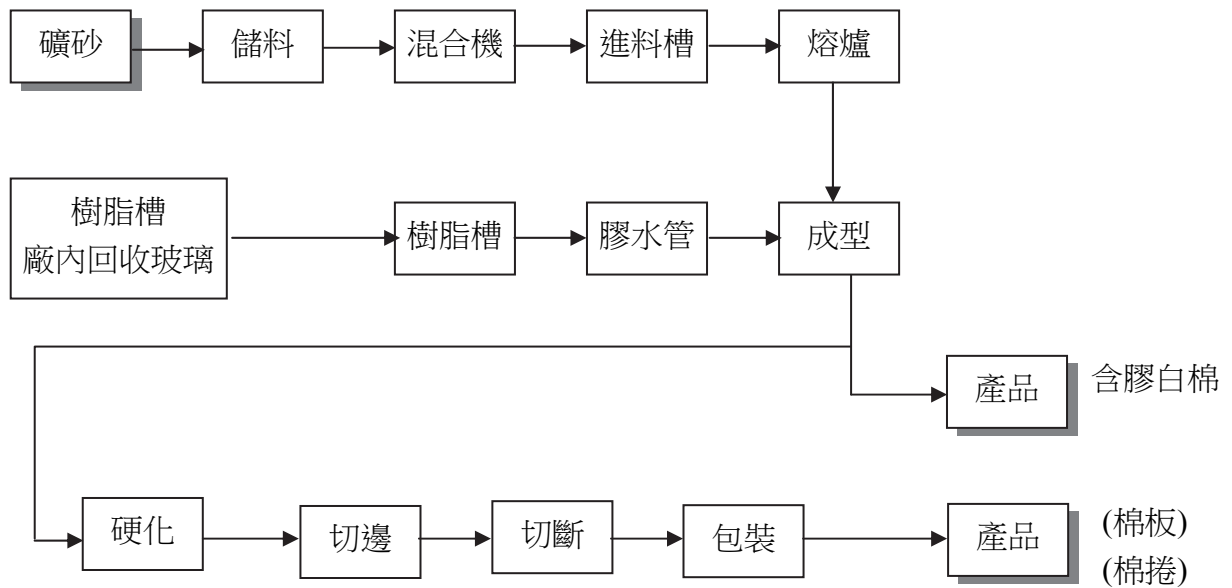 礦砂
儲料
混合機
進料槽
熔爐
樹脂槽
廠內回收玻璃
樹脂槽
膠水管
成型
產品
含膠白棉
硬化
切邊
切斷
包裝
產品
(棉板)
(棉捲)